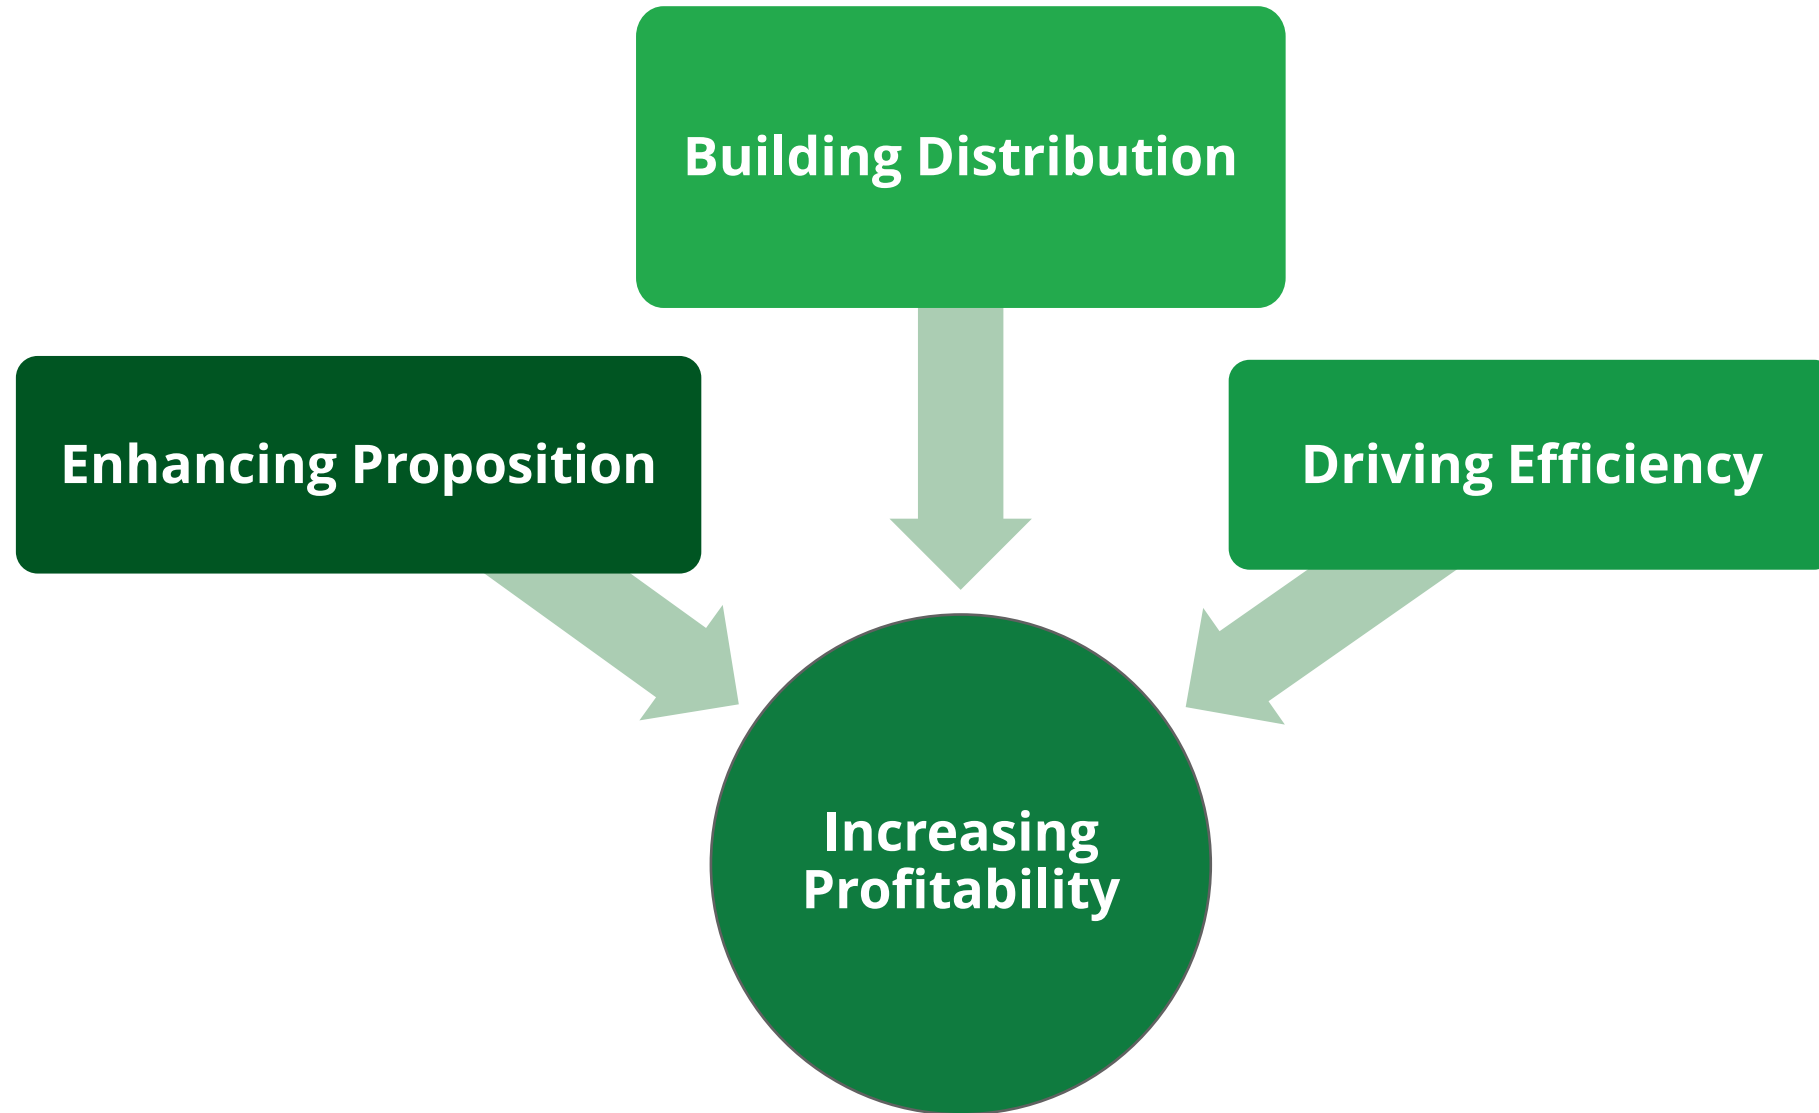 Building Distribution
Enhancing Proposition
Driving Efficiency
Increasing
Profitability